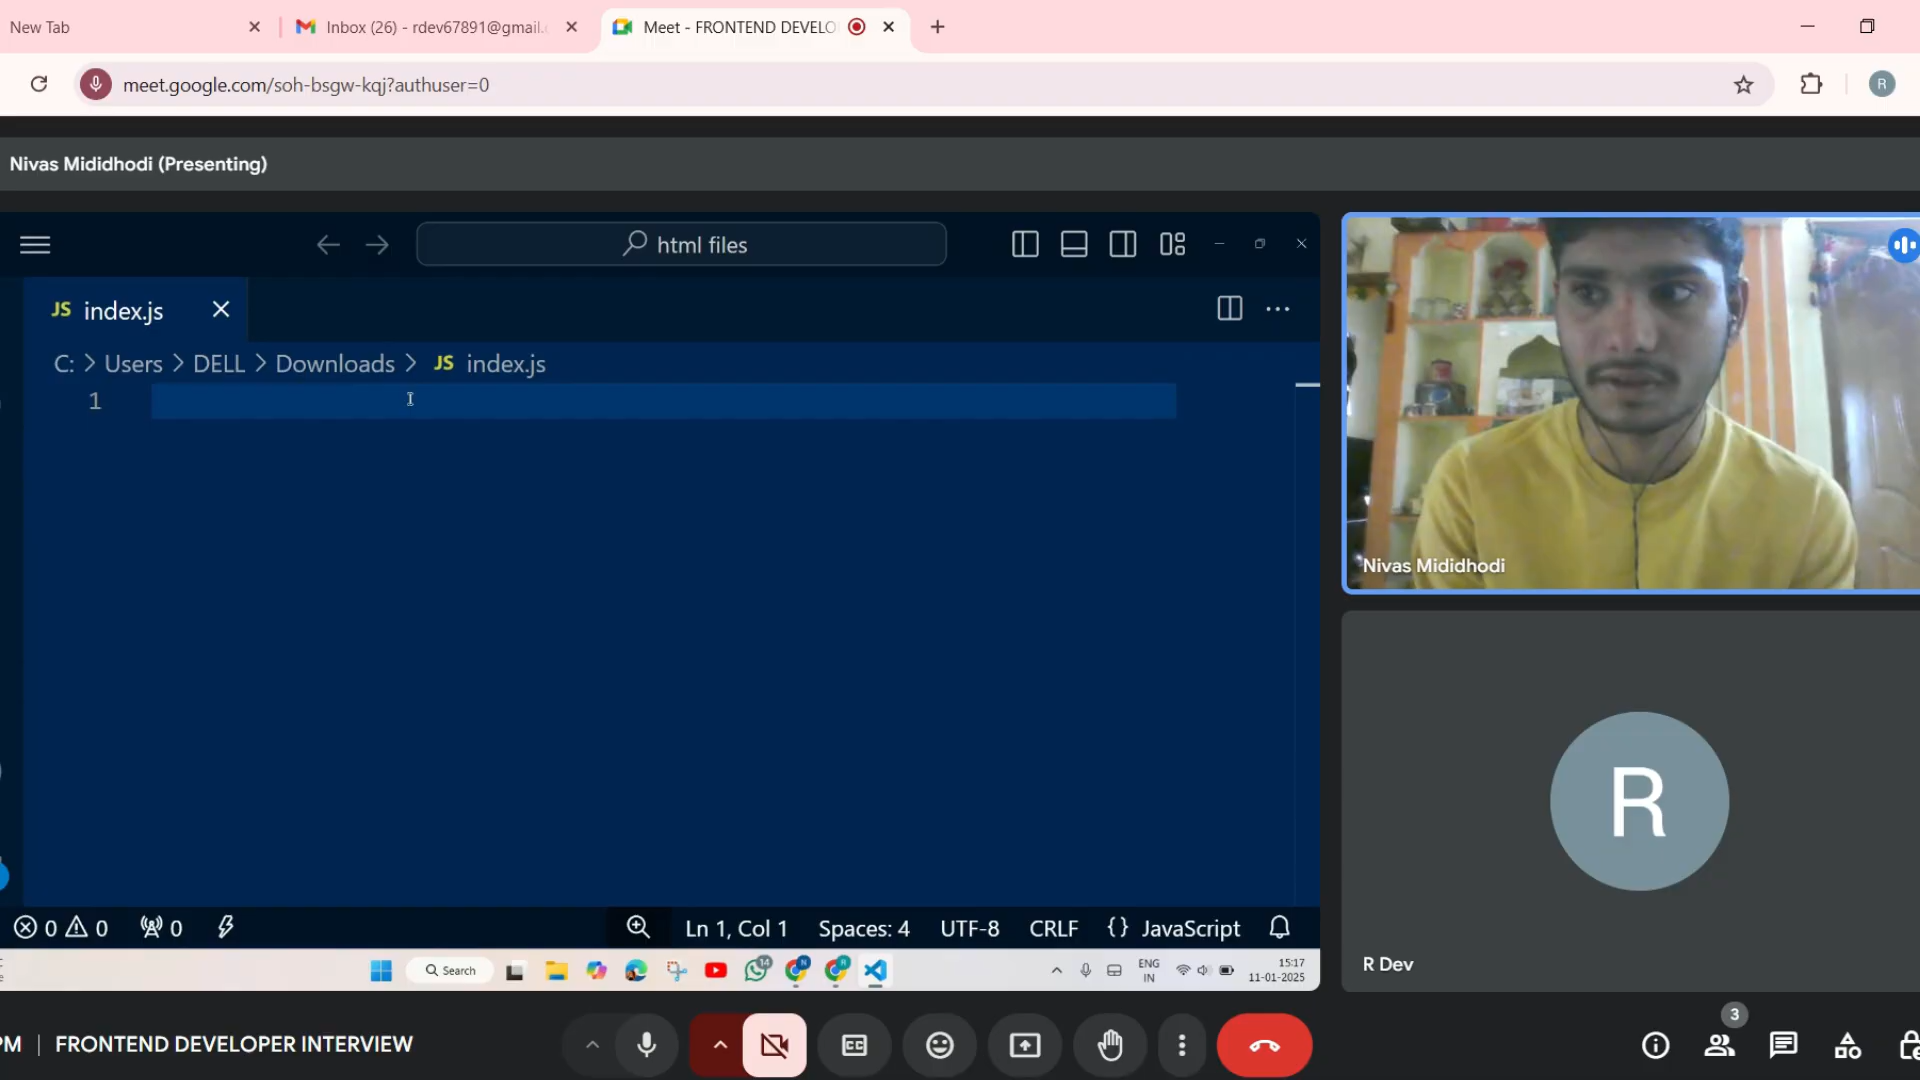 New Tab
Inbox (26) - rdev67891@gmail.
Meet - FRONTEND DEVELO
meet.google.com/soh-bsgw-kqj?authuser=0
R
Nivas Mididhodi (Presenting)
html files
JS index.js
C: > Users > DELL > Downloads > JS index.js
1
Nivas Mididhodi
R
R Dev
0 0 0
Ln 1, Col 1 Spaces: 4 UTF-8 CRLF {} JavaScript
Search
14
N
R
ENG
IN
15:17
11-01-2025
PM | FRONTEND DEVELOPER INTERVIEW
3